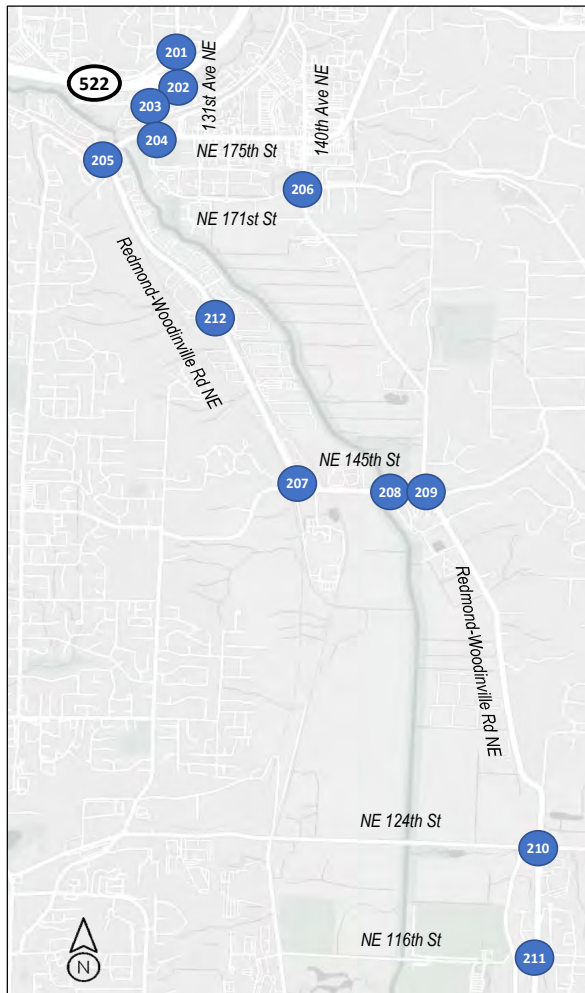 201
522
202
131st Ave NE
140th Ave NE
203
204
NE 175th St
205
206
NE 171st St
Redmond-Woodinville Rd NE
212
NE 145th St
207
208
209
Redmond-Woodinville Rd NE
NE 124th St
210
NE 116th St
N
211